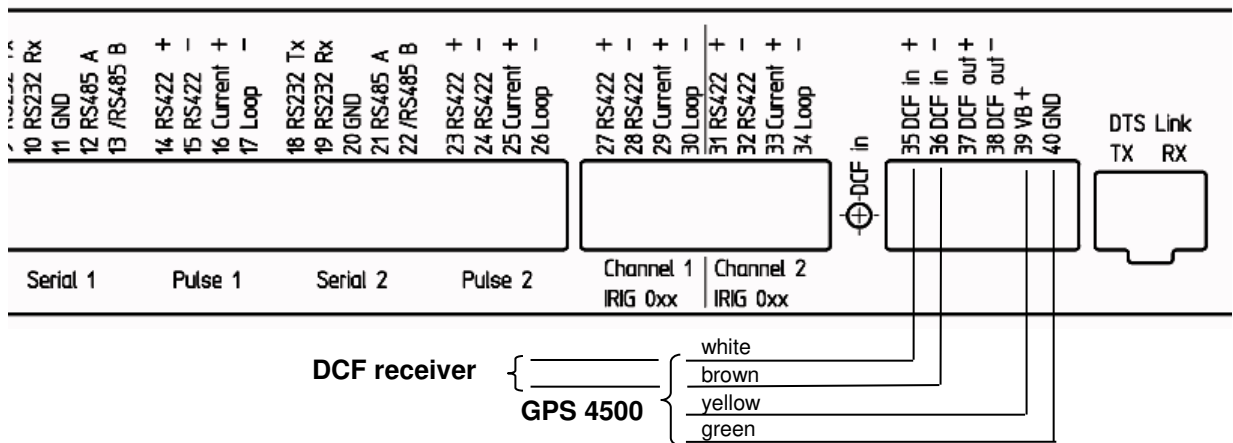 10 RS232 Rx
11 GND
12 RS485 A
13 /RS485 B
14 RS422 +
15 RS422 -
16 Current +
17 Loop -
18 RS232 Tx
19 RS232 Rx
20 GND
21 RS485 A
22 /RS485 B
23 RS422 +
24 RS422 -
25 Current +
26 Loop -
27 RS422 +
28 RS422 -
29 Current +
30 Loop -
31 RS422 +
32 RS422 -
33 Current +
34 Loop -
DCF in
35 DCF in +
36 DCF in -
37 DCF out +
38 DCF out -
39 VB +
40 GND
DTS Link
TX RX
Serial 1
Pulse 1
Serial 2
Pulse 2
Channel 1
IRIG 0xx
Channel 2
IRIG 0xx
DCF receiver
GPS 4500
white
brown
yellow
green